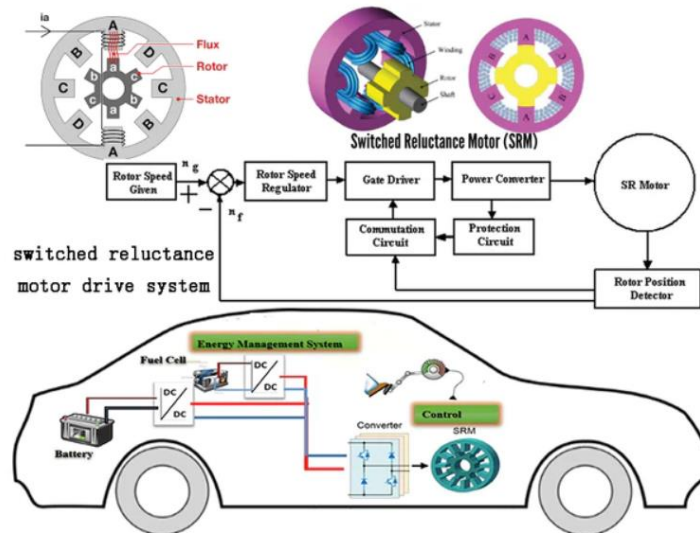 ia
A
B
D
C
C
D
B
A
a
b
c
c
b
a
Flux
Rotor
Stator
Stator
Winding
Rotor
Shaft
A
B
B
C
C
A
Switched Reluctance Motor (SRM)
Rotor Speed
Given
n g
+
−
n f
Rotor Speed
Regulator
Gate Driver
Power Converter
SR Motor
Commutation
Circuit
Protection
Circuit
Rotor Position
Detector
switched reluctance
motor drive system
Energy Management System
Fuel Cell
DC
DC
DC
DC
Battery
Control
Converter
SRM